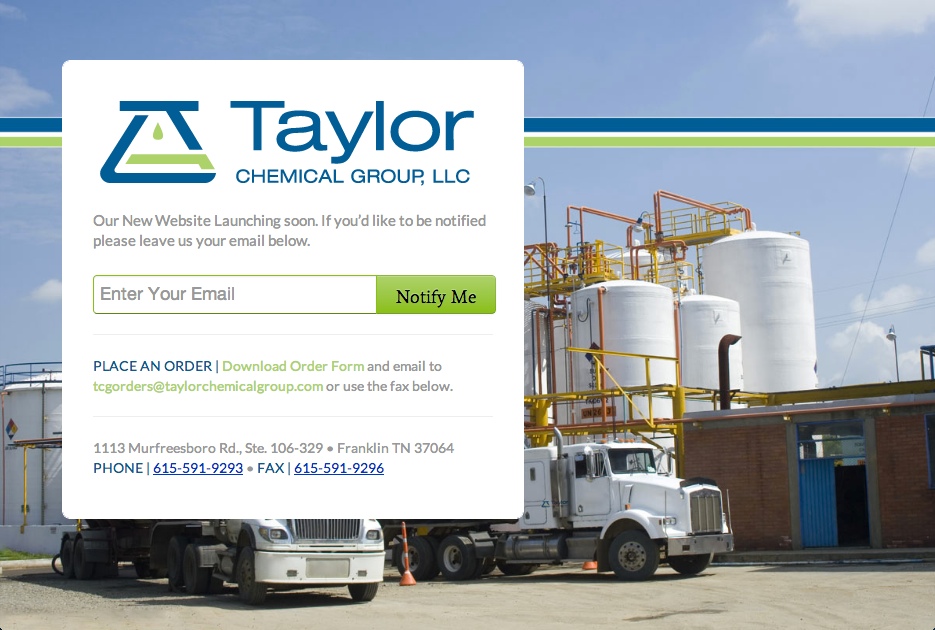 Taylor
CHEMICAL GROUP, LLC
Our New Website Launching soon. If you’d like to be notified
please leave us your email below.
Enter Your Email
Notify Me
PLACE AN ORDER | Download Order Form and email to
tcgorders@taylorchemicalgroup.com or use the fax below.
1113 Murfreesboro Rd., Ste. 106-329 • Franklin TN 37064
PHONE | 615-591-9293 • FAX | 615-591-9296